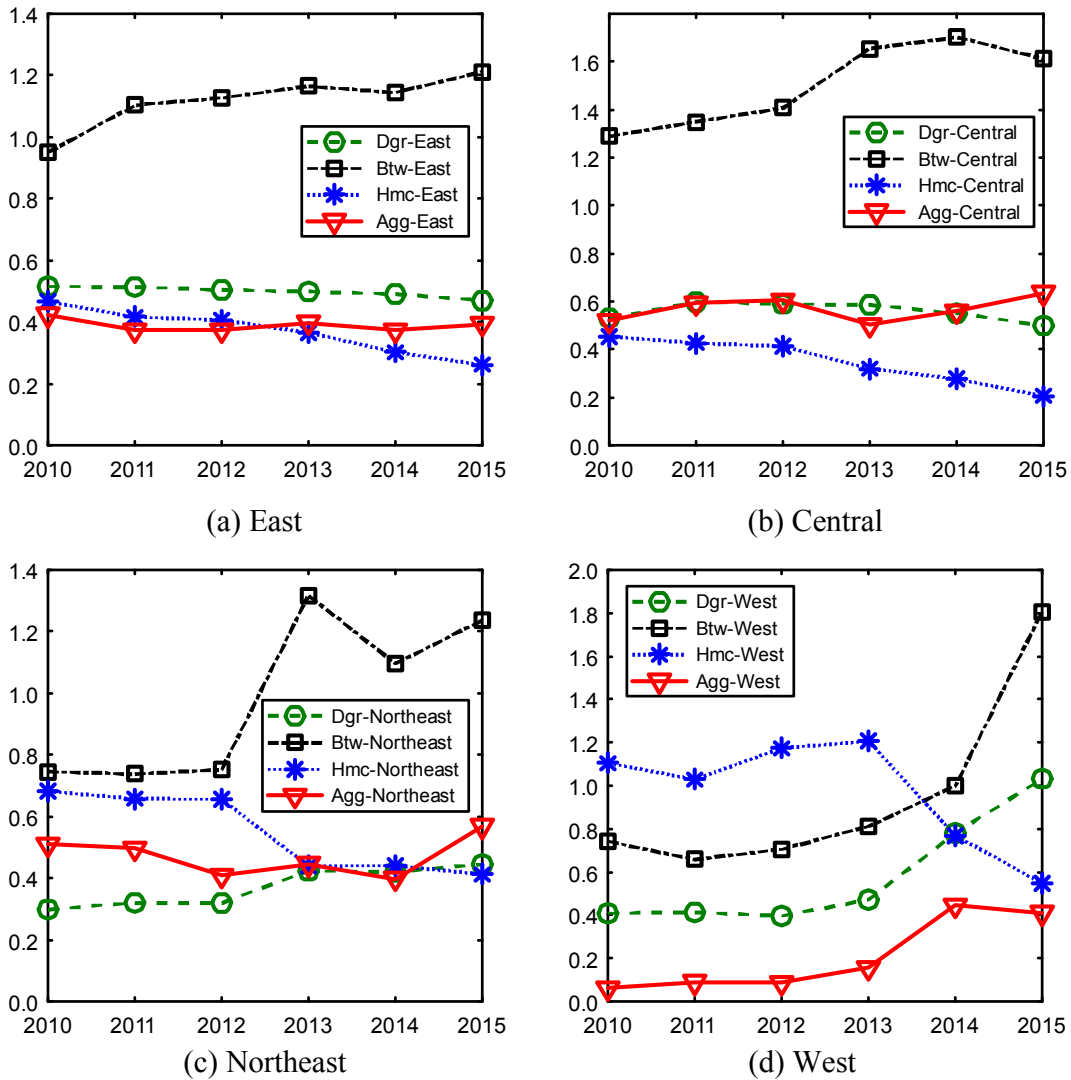 1.4
1.2
1.0
0.8
0.6
0.4
0.2
0.0
Dgr-East
Btw-East
Hmc-East
Agg-East
2010 2011 2012 2013 2014 2015
(a) East
1.6
1.4
1.2
1.0
0.8
0.6
0.4
0.2
0.0
Dgr-Central
Btw-Central
Hmc-Central
Agg-Central
2010 2011 2012 2013 2014 2015
(b) Central
1.4
1.2
1.0
0.8
0.6
0.4
0.2
0.0
Dgr-Northeast
Btw-Northeast
Hmc-Northeast
Agg-Northeast
2010 2011 2012 2013 2014 2015
(c) Northeast
2.0
1.8
1.6
1.4
1.2
1.0
0.8
0.6
0.4
0.2
0.0
Dgr-West
Btw-West
Hmc-West
Agg-West
2010 2011 2012 2013 2014 2015
(d) West